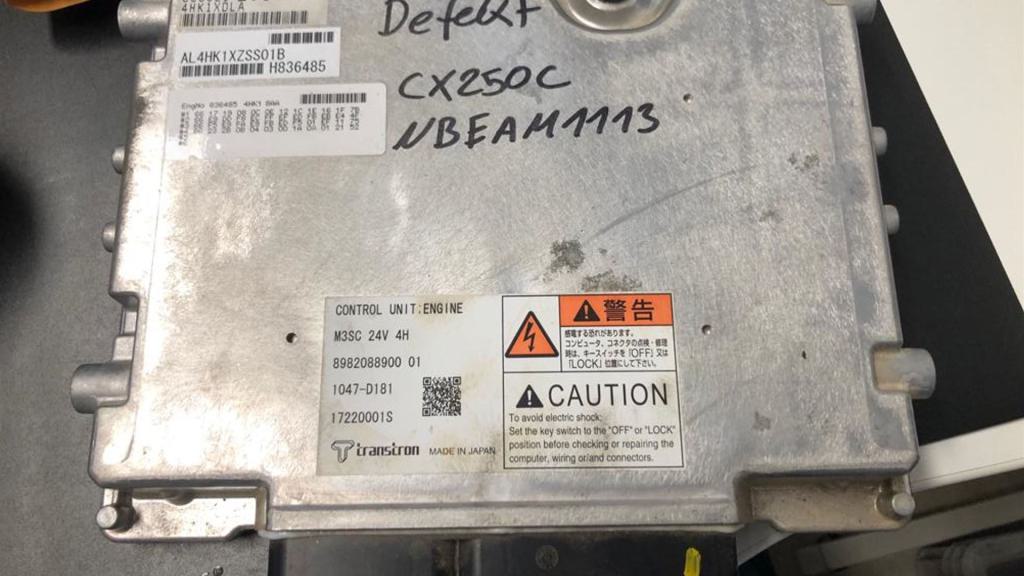 4HK1XDLA
Defekt
AL4HK1XZSS01B
H836485
EngNo 836485 4HK1 8AA
CX250C
NBEAM1113
CONTROL UNIT:ENGINE
M3SC 24V 4H
8982088900 01
1047-D181
17220001S
transtron MADE IN JAPAN
警告
感電する恐れがあります。
コンピュータ、コネクタの点検・修理
時は、キースイッチを「OFF」又は
「LOCK」位置にして下さい。
CAUTION
To avoid electric shock;
Set the key switch to the "OFF" or "LOCK"
position before checking or repairing the
computer, wiring or/and connectors.